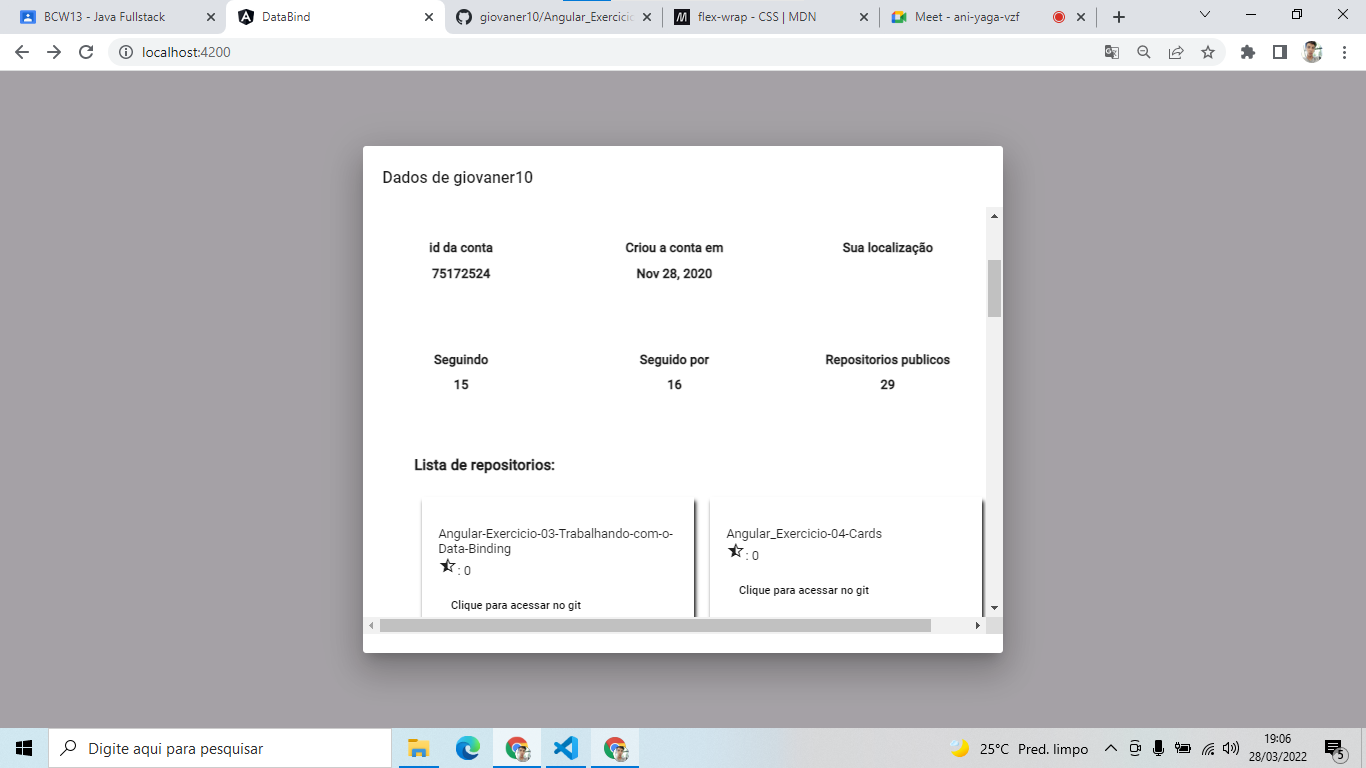 BCW13 - Java Fullstack
DataBind
giovaner10/Angular_Exercicio
flex-wrap - CSS | MDN
Meet - ani-yaga-vzf
localhost:4200
Dados de giovaner10
id da conta
Criou a conta em
Sua localização
75172524
Nov 28, 2020
Seguindo
Seguido por
Repositorios publicos
15
16
29
Lista de repositorios:
Angular-Exercicio-03-Trabalhando-com-o-
Data-Binding
: 0
Clique para acessar no git
Angular_Exercicio-04-Cards
: 0
Clique para acessar no git
Digite aqui para pesquisar
25°C Pred. limpo
19:06
28/03/2022
5